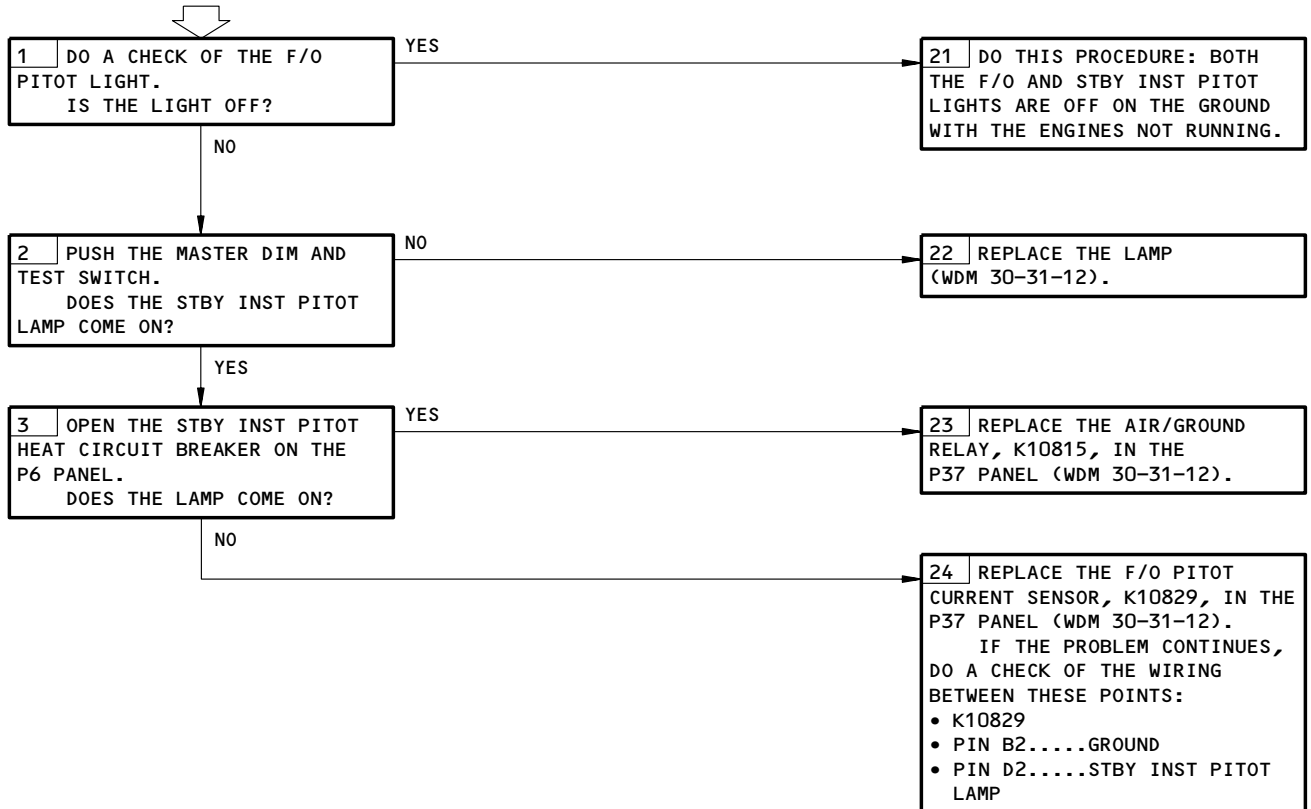 1 DO A CHECK OF THE F/O
PITOT LIGHT.
IS THE LIGHT OFF?
YES
NO
21 DO THIS PROCEDURE: BOTH
THE F/O AND STBY INST PITOT
LIGHTS ARE OFF ON THE GROUND
WITH THE ENGINES NOT RUNNING.
2 PUSH THE MASTER DIM AND
TEST SWITCH.
DOES THE STBY INST PITOT
LAMP COME ON?
NO
YES
22 REPLACE THE LAMP
(WDM 30-31-12).
3 OPEN THE STBY INST PITOT
HEAT CIRCUIT BREAKER ON THE
P6 PANEL.
DOES THE LAMP COME ON?
YES
NO
23 REPLACE THE AIR/GROUND
RELAY, K10815, IN THE
P37 PANEL (WDM 30-31-12).
24 REPLACE THE F/O PITOT
CURRENT SENSOR, K10829, IN THE
P37 PANEL (WDM 30-31-12).
IF THE PROBLEM CONTINUES,
DO A CHECK OF THE WIRING
BETWEEN THESE POINTS:
• K10829
• PIN B2.....GROUND
• PIN D2.....STBY INST PITOT
LAMP